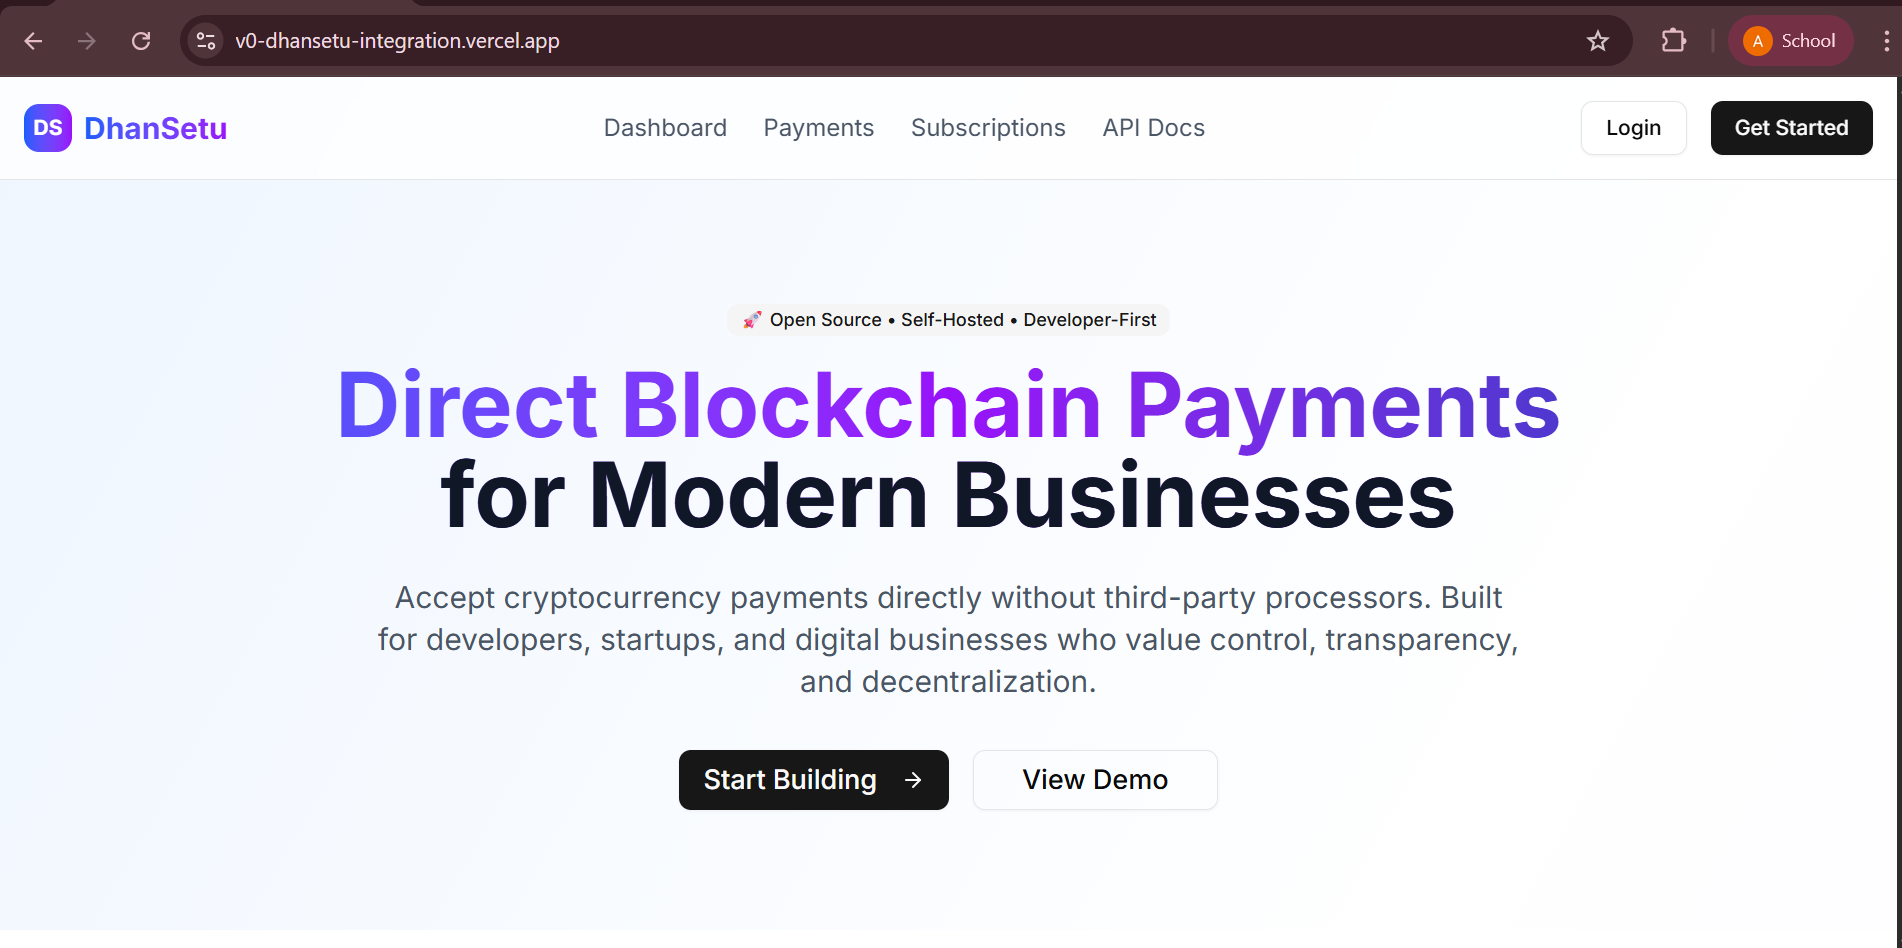 v0-dhansetu-integration.vercel.app
A School
DS DhanSetu
Dashboard Payments Subscriptions API Docs
Login Get Started
🚀 Open Source • Self-Hosted • Developer-First
Direct Blockchain Payments
for Modern Businesses
Accept cryptocurrency payments directly without third-party processors. Built
for developers, startups, and digital businesses who value control, transparency,
and decentralization.
Start Building →
View Demo